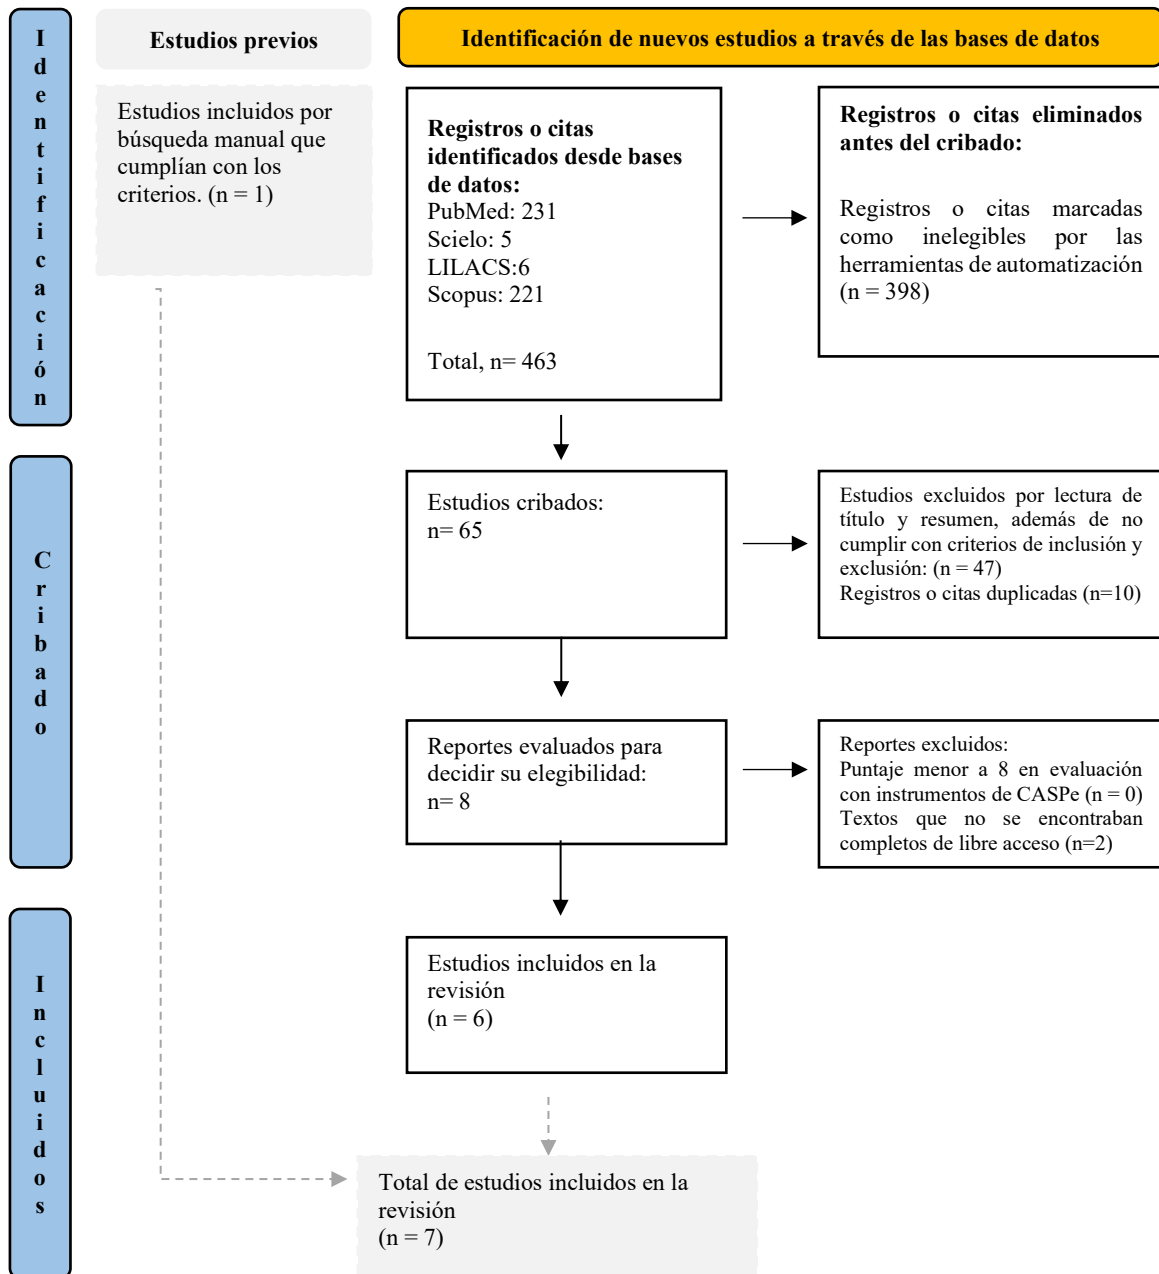 Identificación
Estudios previos
Identificación de nuevos estudios a través de las bases de datos
Estudios incluidos por
búsqueda manual que
cumplían con los
criterios. (n = 1)
Registros o citas
identificados desde bases
de datos:
PubMed: 231
Scielo: 5
LILACS:6
Scopus: 221
Total, n= 463
Registros o citas eliminados
antes del cribado:
Registros o citas marcadas
como inelegibles por las
herramientas de automatización
(n = 398)
Cribado
Estudios cribados:
n= 65
Estudios excluidos por lectura de
título y resumen, además de no
cumplir con criterios de inclusión y
exclusión: (n = 47)
Registros o citas duplicadas (n=10)
Reportes evaluados para
decidir su elegibilidad:
n= 8
Reportes excluidos:
Puntaje menor a 8 en evaluación
con instrumentos de CASPe (n = 0)
Textos que no se encontraban
completos de libre acceso (n=2)
Incluidos
Estudios incluidos en la
revisión
(n = 6)
Total de estudios incluidos en la
revisión
(n = 7)